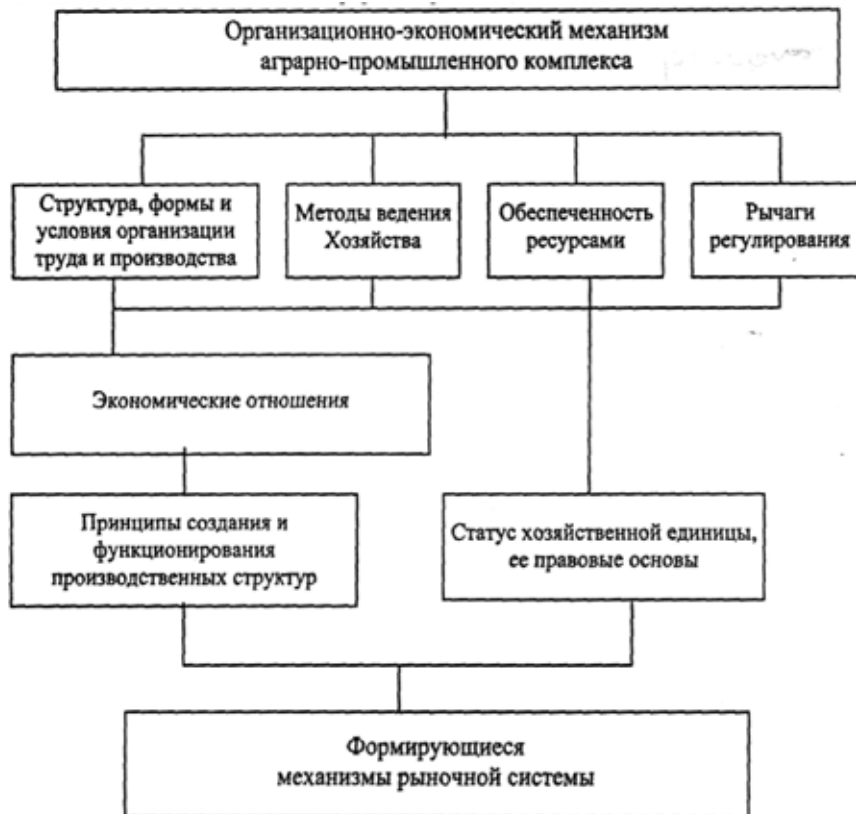 Организационно-экономический механизм
аграрно-промышленного комплекса
Структура, формы и
условия организации
труда и производства
Методы ведения
Хозяйства
Обеспеченность
ресурсами
Рычаги
регулирования
Экономические отношения
Принципы создания и
функционирования
производственных структур
Статус хозяйственной единицы,
ее правовые основы
Формирующиеся
механизмы рыночной системы